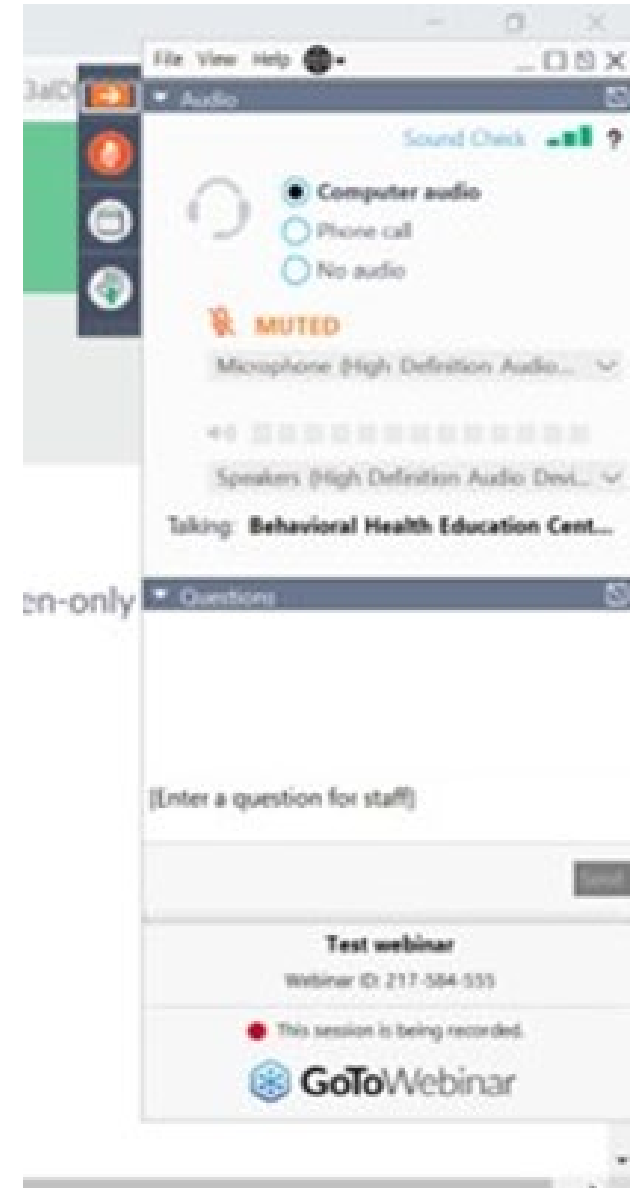 File View Help
Audio
Sound Check ?
Computer audio
Phone call
No audio
MUTED
Microphone (High Definition Audio...
Speakers (High Definition Audio Devi...
Talking: Behavioral Health Education Cent...
en-only
Questions
[Enter a question for staff]
Send
Test webinar
Webinar ID: 217-584-555
This session is being recorded.
GoToWebinar